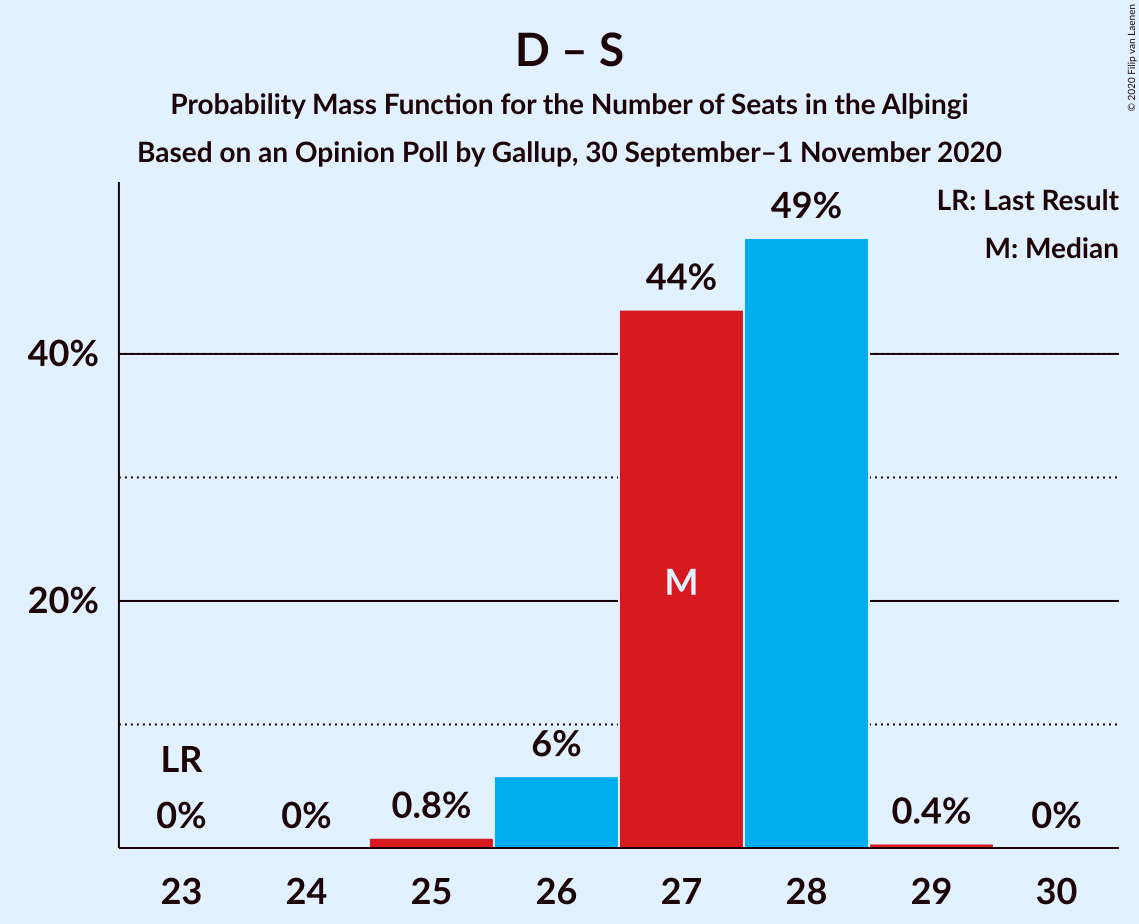 D – S
Probability Mass Function for the Number of Seats in the Alþingi
Based on an Opinion Poll by Gallup, 30 September–1 November 2020
© 2020 Filip van Laenen
LR: Last Result
M: Median
49%
44%
40%
20%
M
6%
LR
0%
0%
0.8%
0.4%
0%
23
24
25
26
27
28
29
30